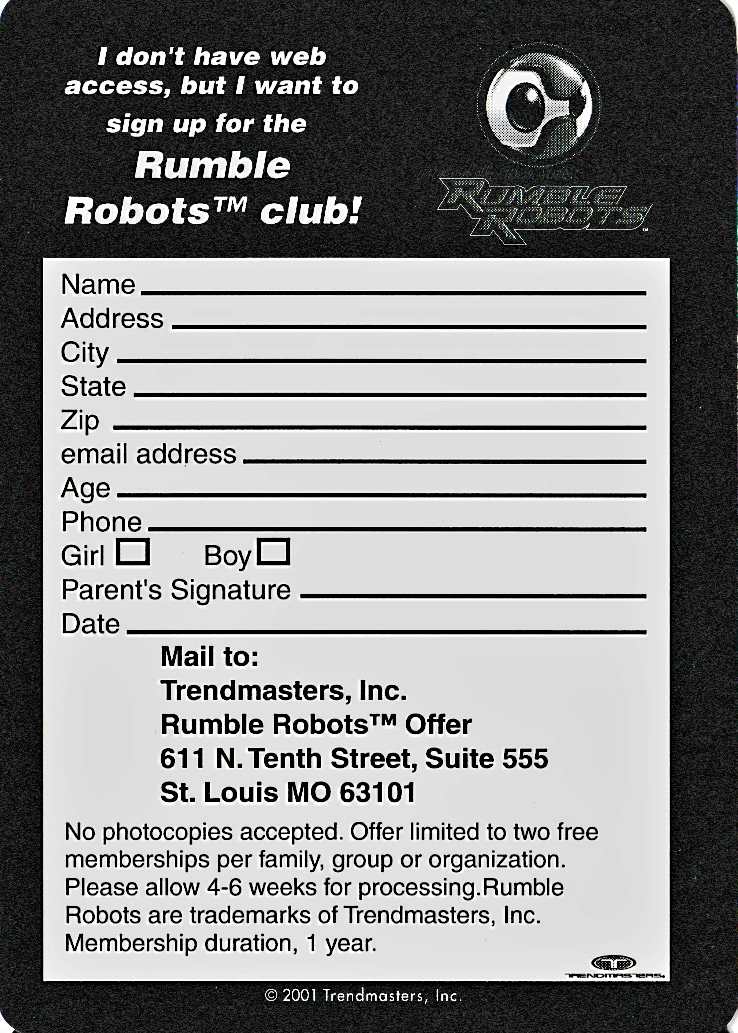 I don't have web
access, but I want to
sign up for the
Rumble
Robots™ club!
RUMBLE
ROBOTS™
Name
Address
City
State
Zip
email address
Age
Phone
Girl Boy
Parent's Signature
Date
Mail to:
Trendmasters, Inc.
Rumble Robots™ Offer
611 N. Tenth Street, Suite 555
St. Louis MO 63101
No photocopies accepted. Offer limited to two free
memberships per family, group or organization.
Please allow 4-6 weeks for processing.Rumble
Robots are trademarks of Trendmasters, Inc.
Membership duration, 1 year.
TRENDMASTERS
© 2001 Trendmasters, Inc.